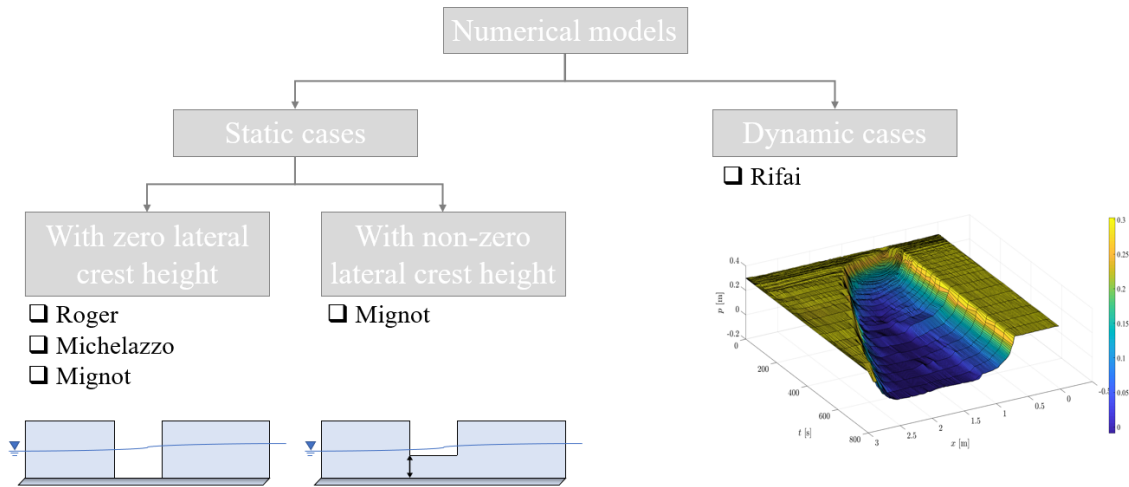 Numerical models
Static cases
Dynamic cases
❑ Rifai
With zero lateral
crest height
With non-zero
lateral crest height
❑ Roger
❑ Michelazzo
❑ Mignot
❑ Mignot
0.4
0.2
0
-0.2
p [m]
0
200
400
600
800
t [s]
3
2.5
2
1.5
1
0.5
0
-0.5
x [m]
0.3
0.25
0.2
0.15
0.1
0.05
0